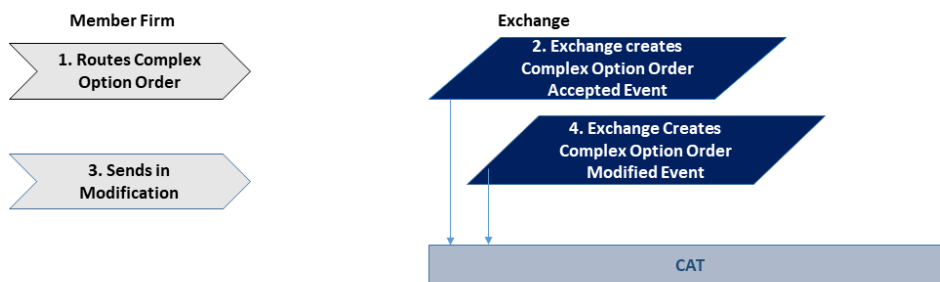 Member Firm
Exchange
1. Routes Complex
Option Order
2. Exchange creates
Complex Option Order
Accepted Event
3. Sends in
Modification
4. Exchange Creates
Complex Option Order
Modified Event
CAT